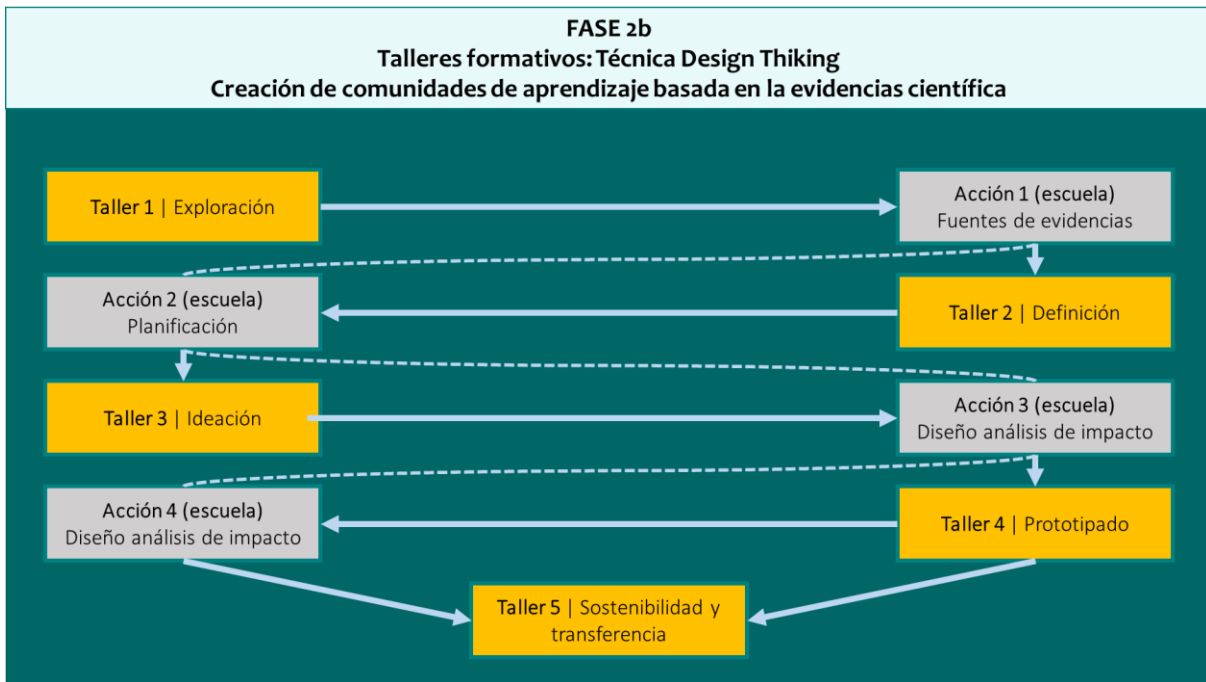 FASE 2b
Talleres formativos: Técnica Design Thiking
Creación de comunidades de aprendizaje basada en la evidencias científica
Taller 1 | Exploración
Acción 1 (escuela)
Fuentes de evidencias
Acción 2 (escuela)
Planificación
Taller 2 | Definición
Taller 3 | Ideación
Acción 3 (escuela)
Diseño análisis de impacto
Acción 4 (escuela)
Diseño análisis de impacto
Taller 4 | Prototipado
Taller 5 | Sostenibilidad y
transferencia